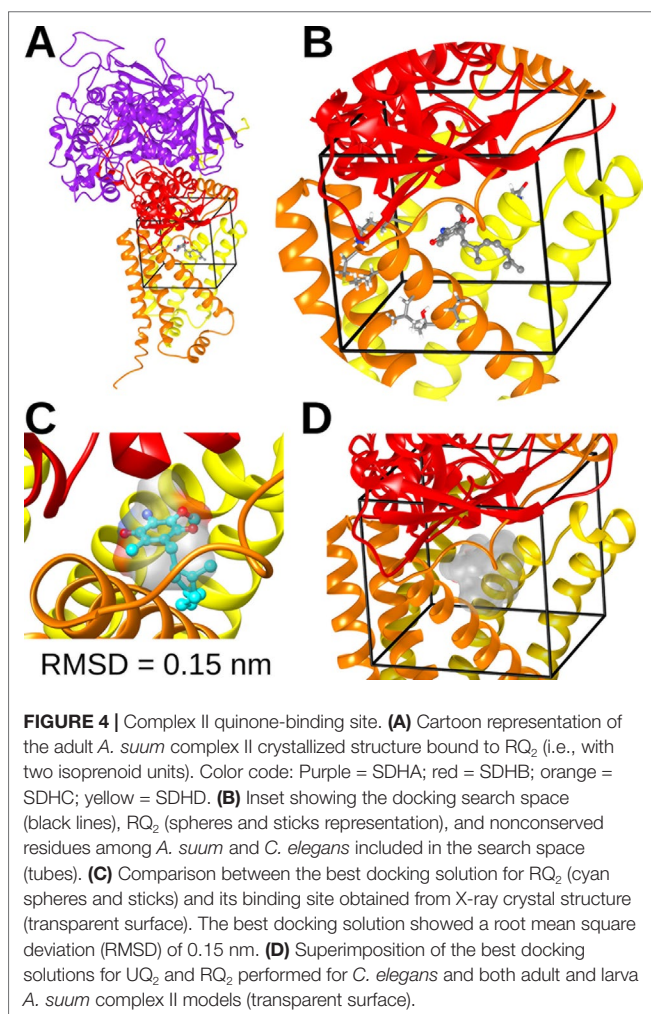 A
B
C
D
RMSD = 0.15 nm
FIGURE 4 | Complex II quinone-binding site. (A) Cartoon representation of
the adult A. suum complex II crystallized structure bound to RQ₂ (i.e., with
two isoprenoid units). Color code: Purple = SDHA; red = SDHB; orange =
SDHC; yellow = SDHD. (B) Inset showing the docking search space
(black lines), RQ₂ (spheres and sticks representation), and nonconserved
residues among A. suum and C. elegans included in the search space
(tubes). (C) Comparison between the best docking solution for RQ₂ (cyan
spheres and sticks) and its binding site obtained from X-ray crystal structure
(transparent surface). The best docking solution showed a root mean square
deviation (RMSD) of 0.15 nm. (D) Superimposition of the best docking
solutions for UQ₂ and RQ₂ performed for C. elegans and both adult and larva
A. suum complex II models (transparent surface).